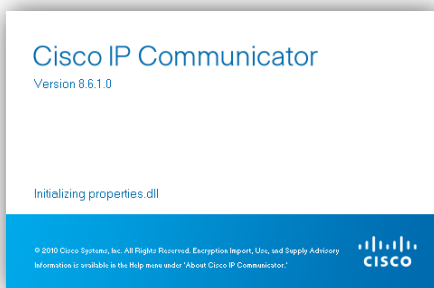 Cisco IP Communicator
Version 8.6.1.0
Initializing properties.dll
© 2010 Cisco Systems, Inc. All Rights Reserved. Encryption Import, Use, and Supply Advisory
Information is available in the Help menu under 'About Cisco IP Communicator.'
CISCO